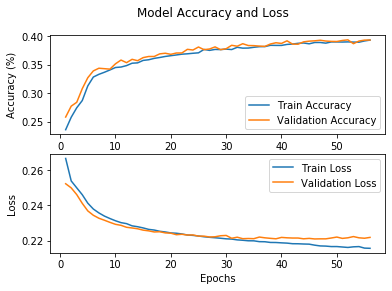 Model Accuracy and Loss
0.40
0.35
0.30
0.25
Accuracy (%)
Train Accuracy
Validation Accuracy
0 10 20 30 40 50
0.26
0.24
0.22
Loss
Train Loss
Validation Loss
0 10 20 30 40 50
Epochs